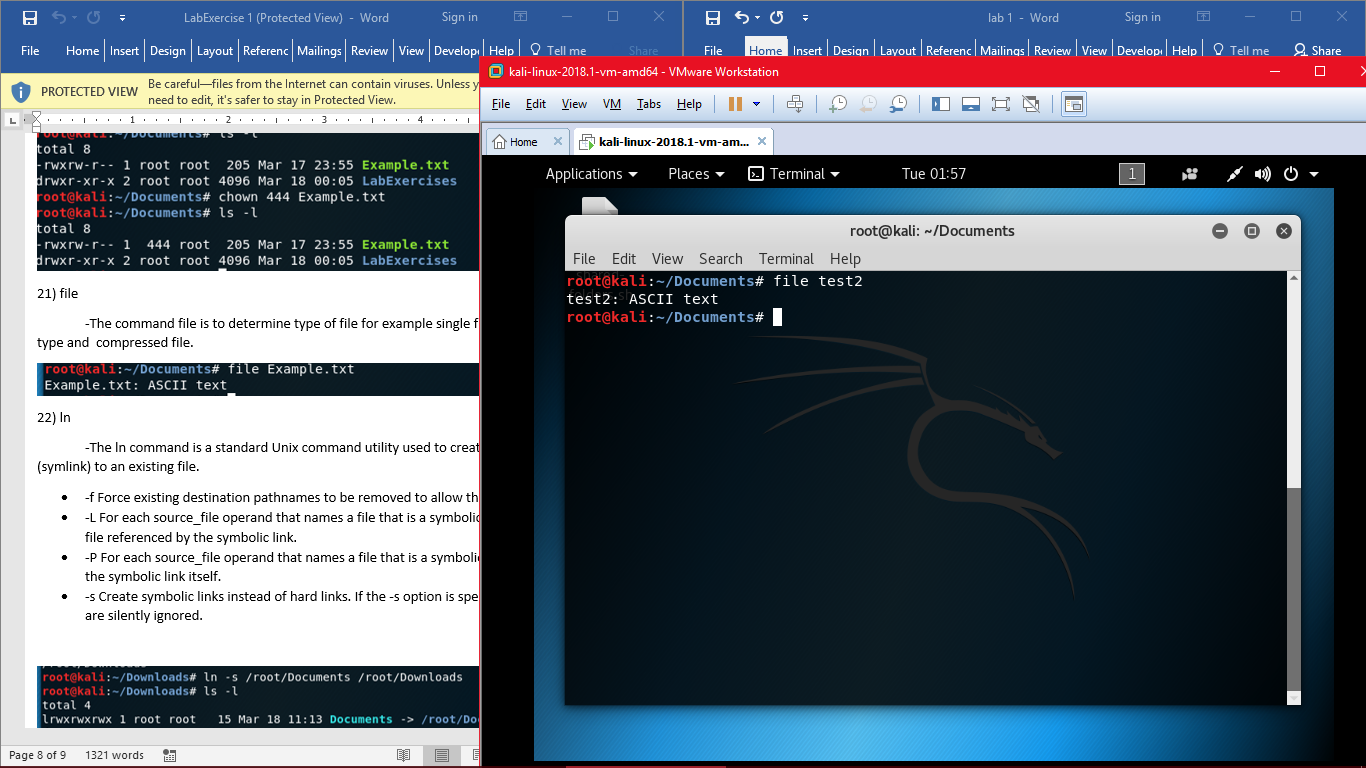 LabExercise 1 (Protected View) - Word
Sign in
File Home Insert Design Layout Referenc Mailings Review View Develope Help Tell me Share
PROTECTED VIEW
Be careful—files from the Internet can contain viruses. Unless you
need to edit, it's safer to stay in Protected View.
1 2 3 4
root@kali:~/Documents# ls -l
total 8
-rwxrw-r-- 1 root root 205 Mar 17 23:55 Example.txt
drwxr-xr-x 2 root root 4096 Mar 18 00:05 LabExercises
root@kali:~/Documents# chown 444 Example.txt
root@kali:~/Documents# ls -l
total 8
-rwxrw-r-- 1 444 root 205 Mar 17 23:55 Example.txt
drwxr-xr-x 2 root root 4096 Mar 18 00:05 LabExercises
21) file
-The command file is to determine type of file for example single f
type and compressed file.
root@kali:~/Documents# file Example.txt
Example.txt: ASCII text
22) ln
-The ln command is a standard Unix command utility used to creat
(symlink) to an existing file.
• -f Force existing destination pathnames to be removed to allow th
• -L For each source_file operand that names a file that is a symbolic
file referenced by the symbolic link.
• -P For each source_file operand that names a file that is a symbolic
the symbolic link itself.
• -s Create symbolic links instead of hard links. If the -s option is spe
are silently ignored.
root@kali:~/Downloads# ln -s /root/Documents /root/Downloads
root@kali:~/Downloads# ls -l
total 4
lrwxrwxrwx 1 root root 15 Mar 18 11:13 Documents -> /root/Doc
Page 8 of 9 1321 words
lab 1 - Word
Sign in
File Home Insert Design Layout Referenc Mailings Review View Develope Help Tell me Share
kali-linux-2018.1-vm-amd64 - VMware Workstation
File Edit View VM Tabs Help
Home
kali-linux-2018.1-vm-am...
Applications Places Terminal Tue 01:57 1
root@kali: ~/Documents
File Edit View Search Terminal Help
root@kali:~/Documents# file test2
test2: ASCII text
root@kali:~/Documents#